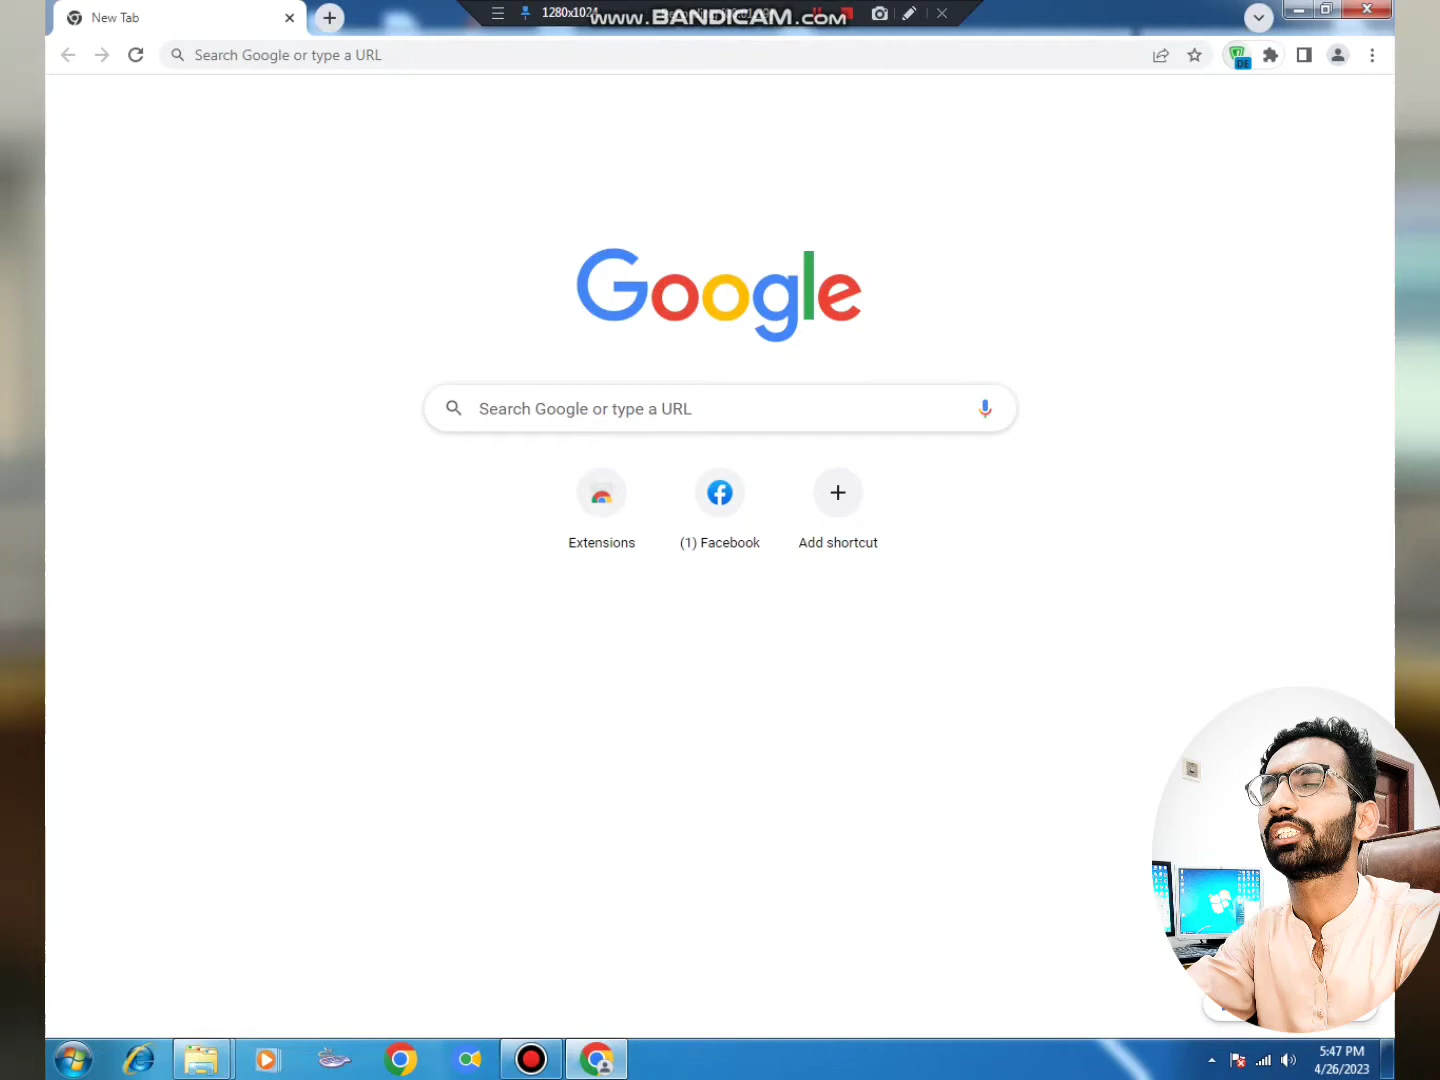 New Tab
1280x1024
WWW.BANDICAM.COM
Search Google or type a URL
DE
Google
Search Google or type a URL
Extensions
(1) Facebook
Add shortcut
5:47 PM
4/26/2023